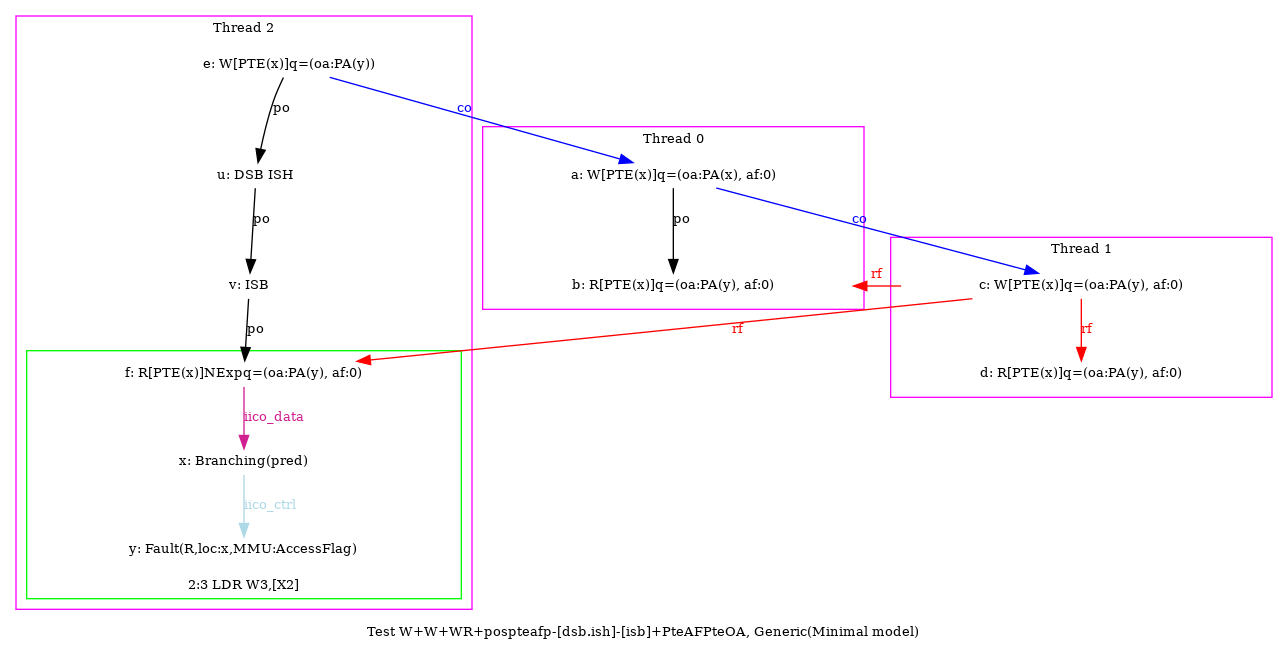 Thread 2
e: W[PTE(x)]q=(oa:PA(y))
po
co
Thread 0
u: DSB ISH
a: W[PTE(x)]q=(oa:PA(x), af:0)
po
po
co
Thread 1
v: ISB
b: R[PTE(x)]q=(oa:PA(y), af:0)
rf
c: W[PTE(x)]q=(oa:PA(y), af:0)
po
rf
rf
f: R[PTE(x)]NExpq=(oa:PA(y), af:0)
d: R[PTE(x)]q=(oa:PA(y), af:0)
iico_data
x: Branching(pred)
iico_ctrl
y: Fault(R,loc:x,MMU:AccessFlag)
2:3 LDR W3,[X2]
Test W+W+WR+pospteafp-[dsb.ish]-[isb]+PteAFPteOA, Generic(Minimal model)